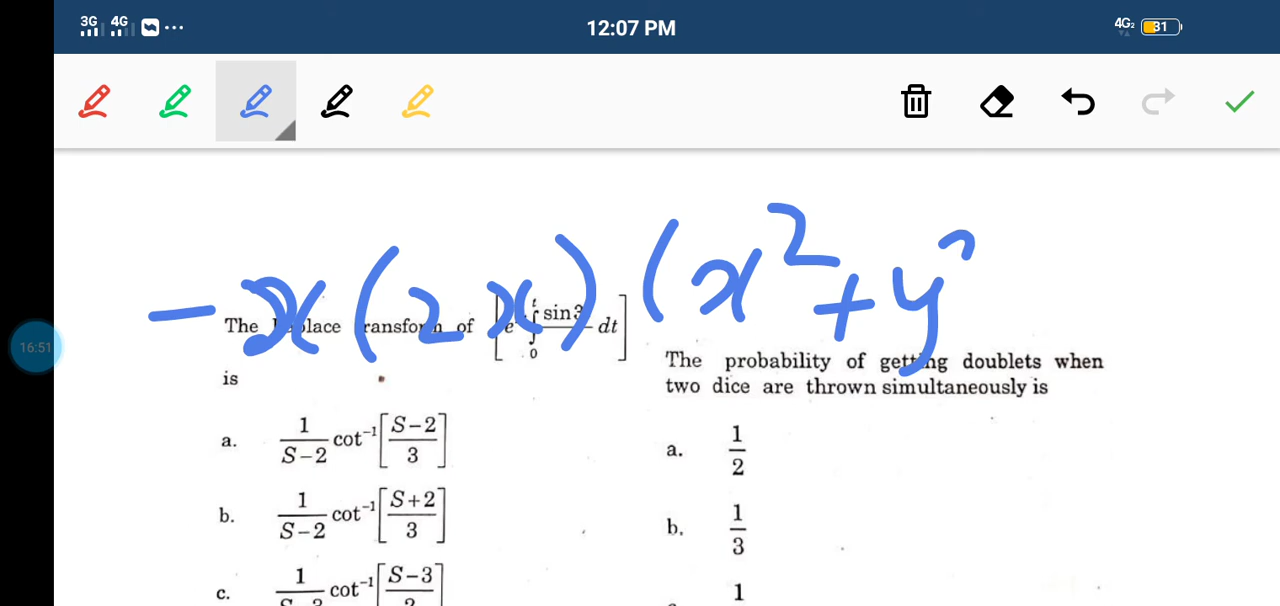 3G 4G 12:07 PM 4G2 31
−x(2x)(x²+y²
16:51
The transform of [e ∫₀ᵗ sin3 dt]
is
a. 1/(S−2) cot⁻¹[(S−2)/3]
b. 1/(S−2) cot⁻¹[(S+2)/3]
c. cot⁻¹[S−3
The probability of getting doublets when
two dice are thrown simultaneously is
a. 1/2
b. 1/3
1